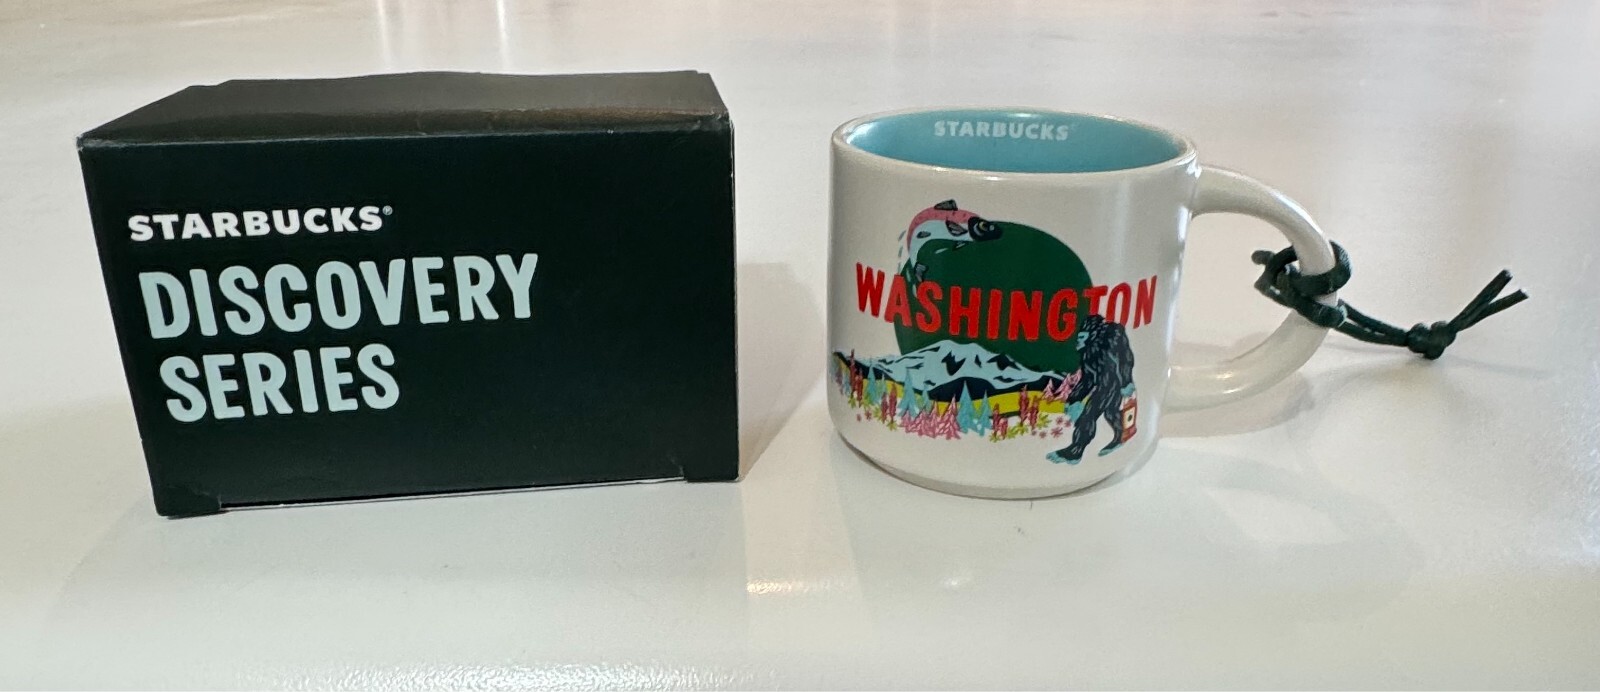 STARBUCKS®
DISCOVERY
SERIES
STARBUCKS
WASHINGTON